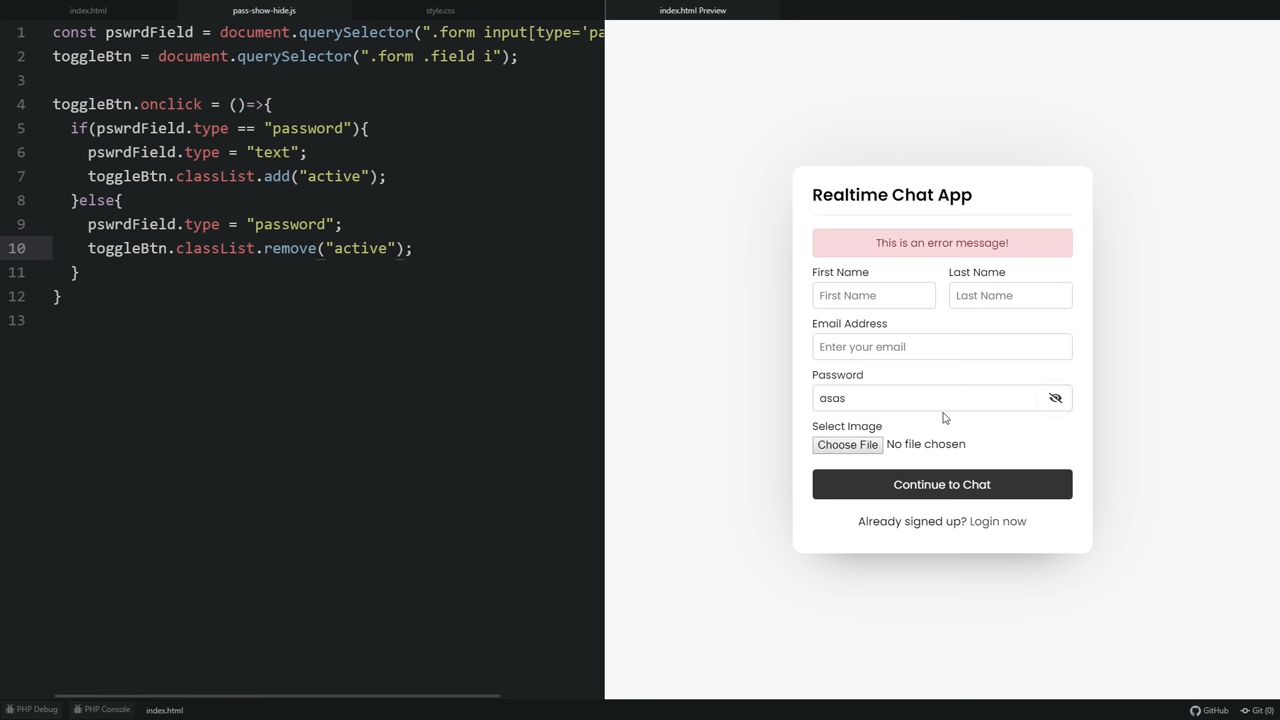 index.html
pass-show-hide.js
style.css
index.html Preview
1 const pswrdField = document.querySelector(".form input[type='pa
2 toggleBtn = document.querySelector(".form .field i");
3
4 toggleBtn.onclick = ()=>{
5 if(pswrdField.type == "password"){
6 pswrdField.type = "text";
7 toggleBtn.classList.add("active");
8 }else{
9 pswrdField.type = "password";
10 toggleBtn.classList.remove("active");
11 }
12 }
13
Realtime Chat App
This is an error message!
First Name Last Name
First Name Last Name
Email Address
Enter your email
Password
asas
Select Image
Choose File No file chosen
Continue to Chat
Already signed up? Login now
PHP Debug PHP Console index.html GitHub Git (0)